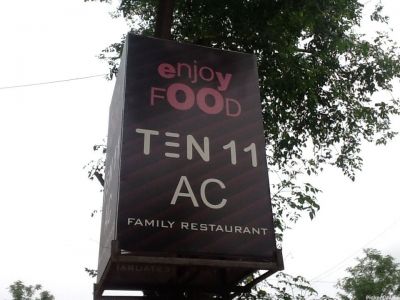 enjoy
FOOD
TEN 11
AC
FAMILY RESTAURANT